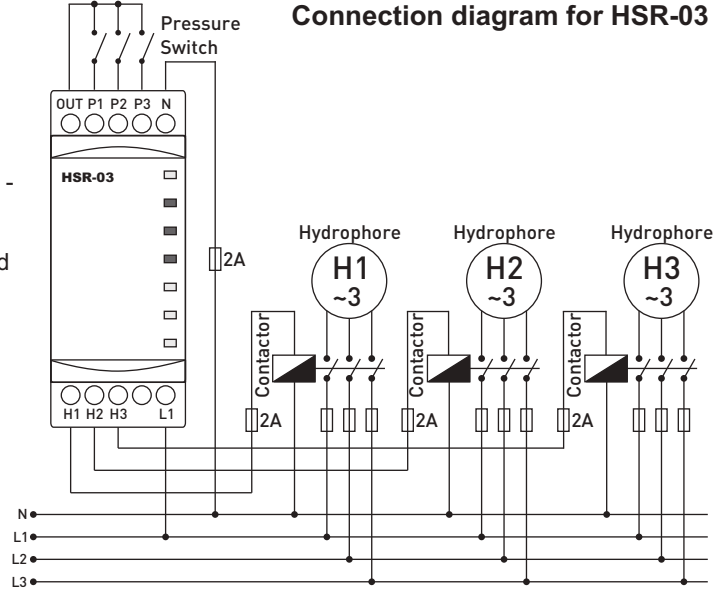 Connection diagram for HSR-03
Pressure
Switch
OUT P1 P2 P3 N
HSR-03
-
d
2A
Hydrophore
Hydrophore
Hydrophore
H1
~3
H2
~3
H3
~3
Contactor
Contactor
Contactor
2A
2A
2A
H1 H2 H3 L1
N
L1
L2
L3